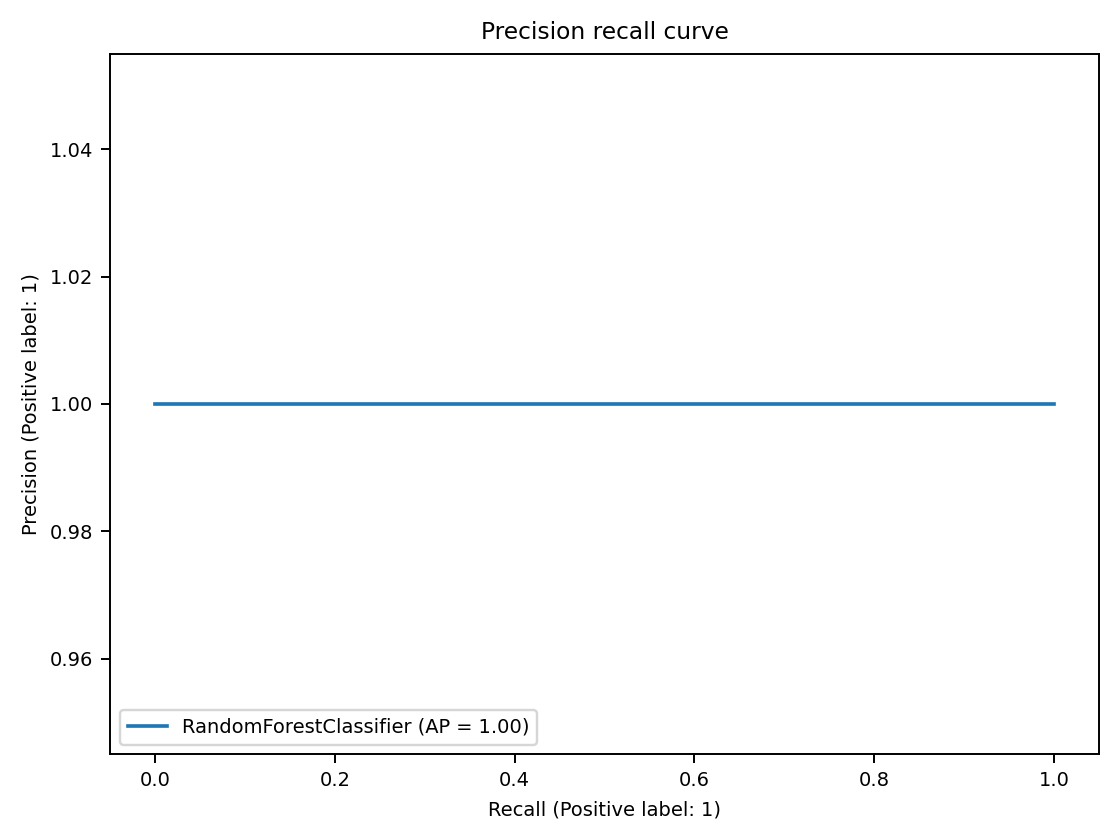 Precision recall curve
1.04
1.02
1.00
0.98
0.96
Precision (Positive label: 1)
RandomForestClassifier (AP = 1.00)
0.0 0.2 0.4 0.6 0.8 1.0
Recall (Positive label: 1)